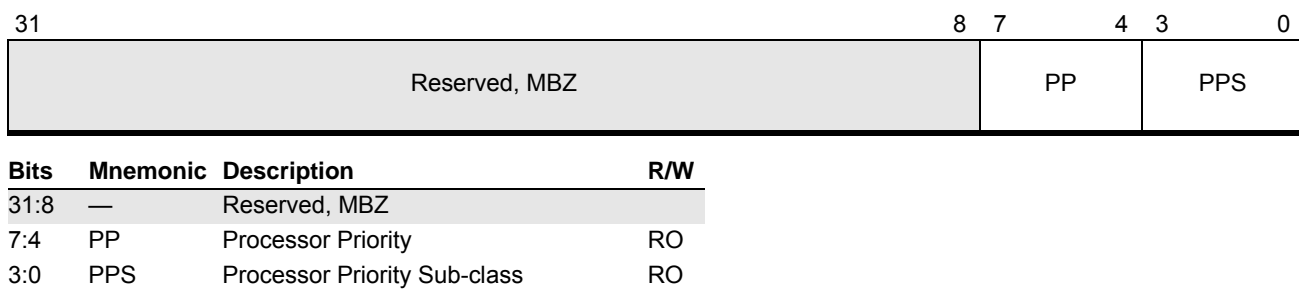 31 8 7 4 3 0
Reserved, MBZ PP PPS
Bits Mnemonic Description R/W
31:8 — Reserved, MBZ
7:4 PP Processor Priority RO
3:0 PPS Processor Priority Sub-class RO